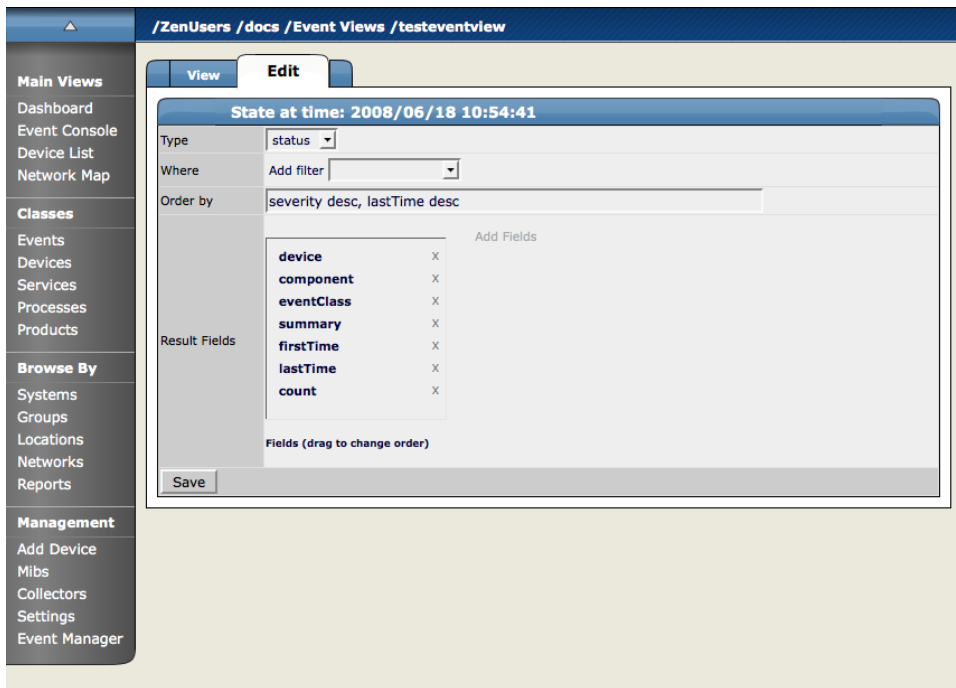 /ZenUsers /docs /Event Views /testeventview
Main Views
Dashboard
Event Console
Device List
Network Map
Classes
Events
Devices
Services
Processes
Products
Browse By
Systems
Groups
Locations
Networks
Reports
Management
Add Device
Mibs
Collectors
Settings
Event Manager
View
Edit
State at time: 2008/06/18 10:54:41
Type status
Where Add filter
Order by severity desc, lastTime desc
Result Fields
Add Fields
device x
component x
eventClass x
summary x
firstTime x
lastTime x
count x
Fields (drag to change order)
Save